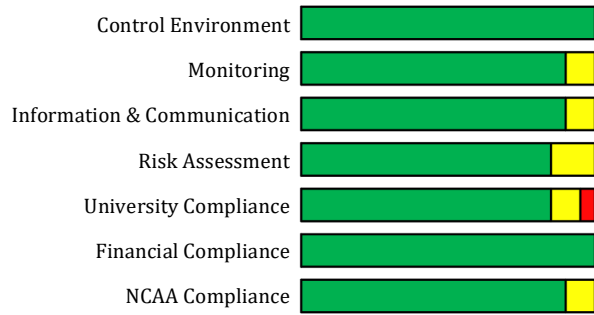 Control Environment
Monitoring
Information & Communication
Risk Assessment
University Compliance
Financial Compliance
NCAA Compliance